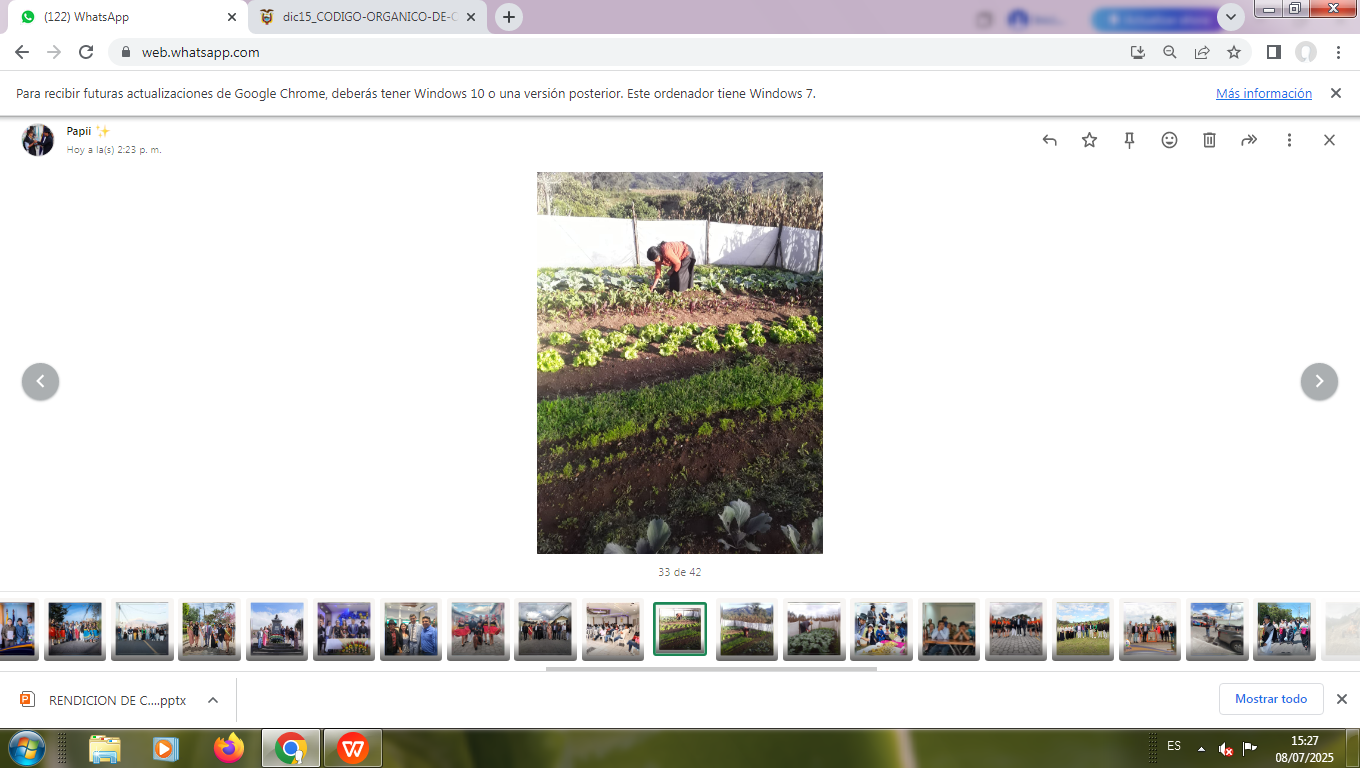 (122) WhatsApp
dic15_CODIGO-ORGANICO-DE-C
web.whatsapp.com
Para recibir futuras actualizaciones de Google Chrome, deberás tener Windows 10 o una versión posterior. Este ordenador tiene Windows 7.
Más información
Papii ✨
Hoy a la(s) 2:23 p. m.
33 de 42
RENDICION DE C....pptx
Mostrar todo
ES
15:27
08/07/2025